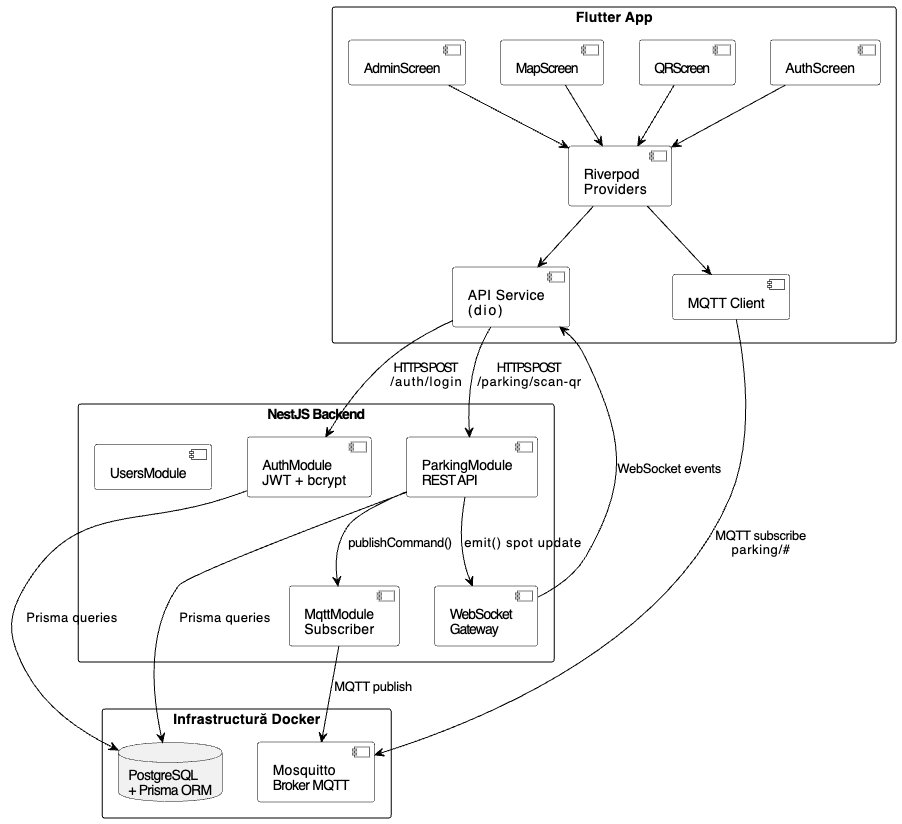 Flutter App
AdminScreen
MapScreen
QRScreen
AuthScreen
Riverpod
Providers
API Service
(dio)
MQTT Client
HTTPS POST
/auth/login
HTTPS POST
/parking/scan-qr
NestJS Backend
WebSocket events
UsersModule
AuthModule
JWT + bcrypt
ParkingModule
REST API
MQTT subscribe
parking/#
publishCommand()
emit() spot update
Prisma queries
Prisma queries
MqttModule
Subscriber
WebSocket
Gateway
MQTT publish
Infrastructură Docker
PostgreSQL
+ Prisma ORM
Mosquitto
Broker MQTT